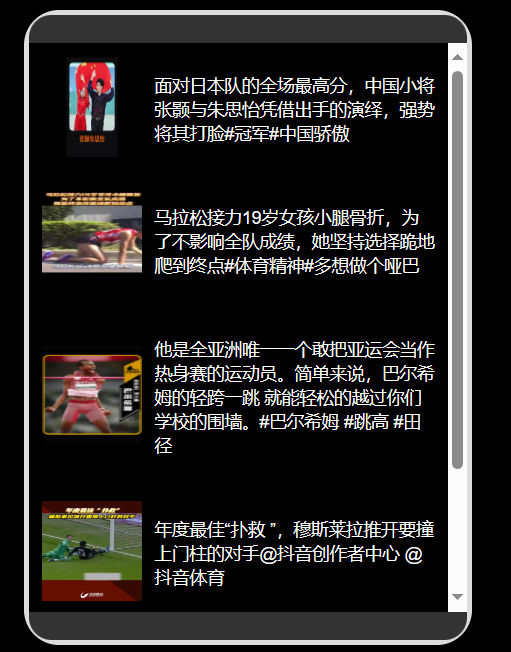 面对日本队的全场最高分，中国小将
张颢与朱思怡凭借出手的演绎，强势
将其打脸#冠军#中国骄傲
马拉松接力19岁女孩小腿骨折，为
了不影响全队成绩，她坚持选择跪地
爬到终点#体育精神#多想做个哑巴
他是全亚洲唯一一个敢把亚运会当作
热身赛的运动员。简单来说，巴尔希
姆的轻跨一跳 就能轻松的越过你们
学校的围墙。#巴尔希姆 #跳高 #田
径
年度最佳“扑救 ”，穆斯莱拉推开要撞
上门柱的对手@抖音创作者中心 @
抖音体育